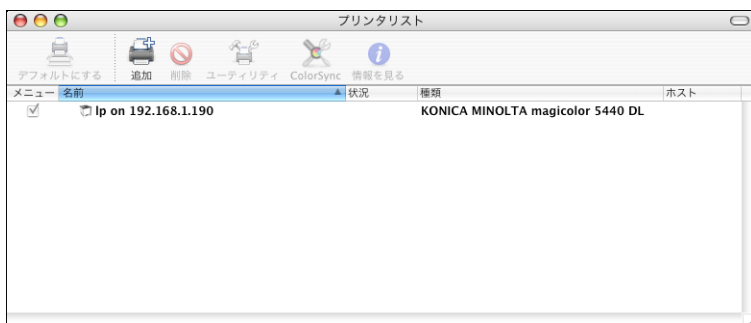 プリンタリスト
デフォルトにする 追加 削除 ユーティリティ ColorSync 情報を見る
メニュー 名前 状況 種類 ホスト
lp on 192.168.1.190 KONICA MINOLTA magicolor 5440 DL